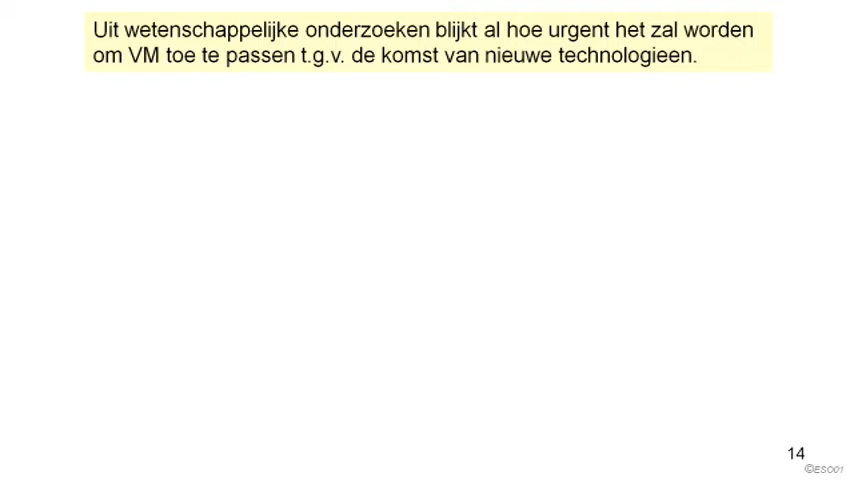 Uit wetenschappelijke onderzoeken blijkt al hoe urgent het zal worden
om VM toe te passen t.g.v. de komst van nieuwe technologieen.
14
©ESO01